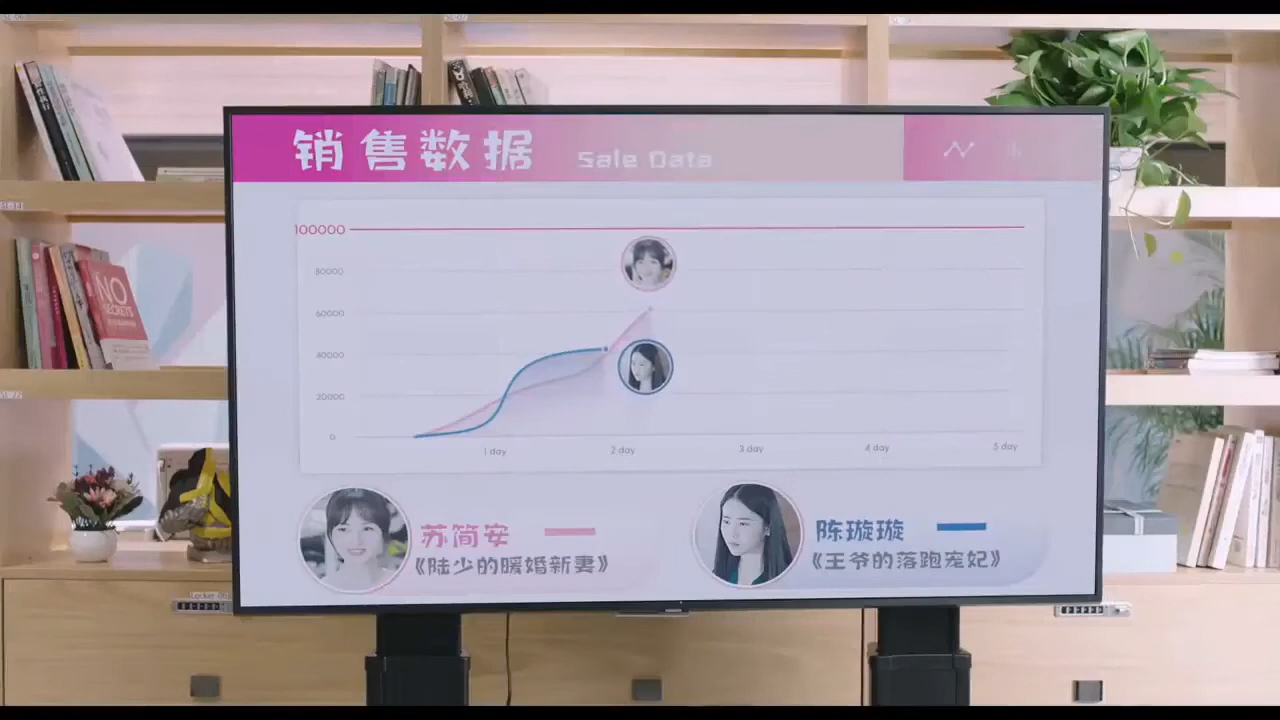 销售数据 Sale Data
100000
80000
60000
40000
20000
0
1 day 2 day 3 day 4 day 5 day
苏简安
《陆少的暖婚新妻》
陈璇璇
《王爷的落跑宠妃》
NO
SECRETS